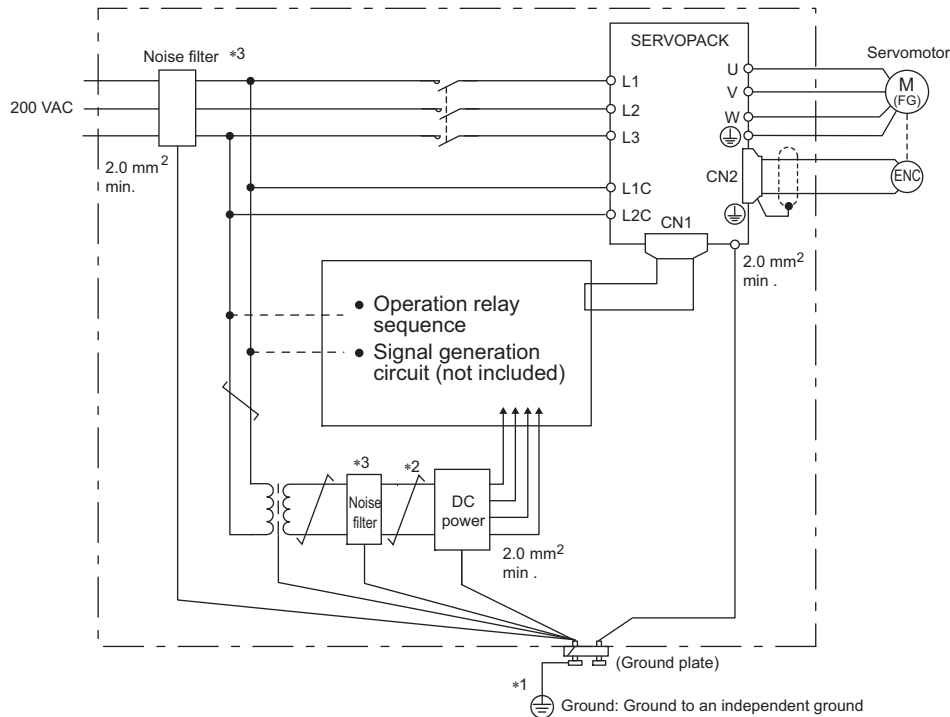 SERVOPACK
Noise filter *3
Servomotor
200 VAC
L1
L2
L3
L1C
L2C
U
V
W
M
(FG)
CN2
ENC
2.0 mm2
min.
CN1
2.0 mm2
min .
● Operation relay
sequence
● Signal generation
circuit (not included)
*3
*2
Noise
filter
DC
power
2.0 mm2
min .
(Ground plate)
*1
Ground: Ground to an independent ground